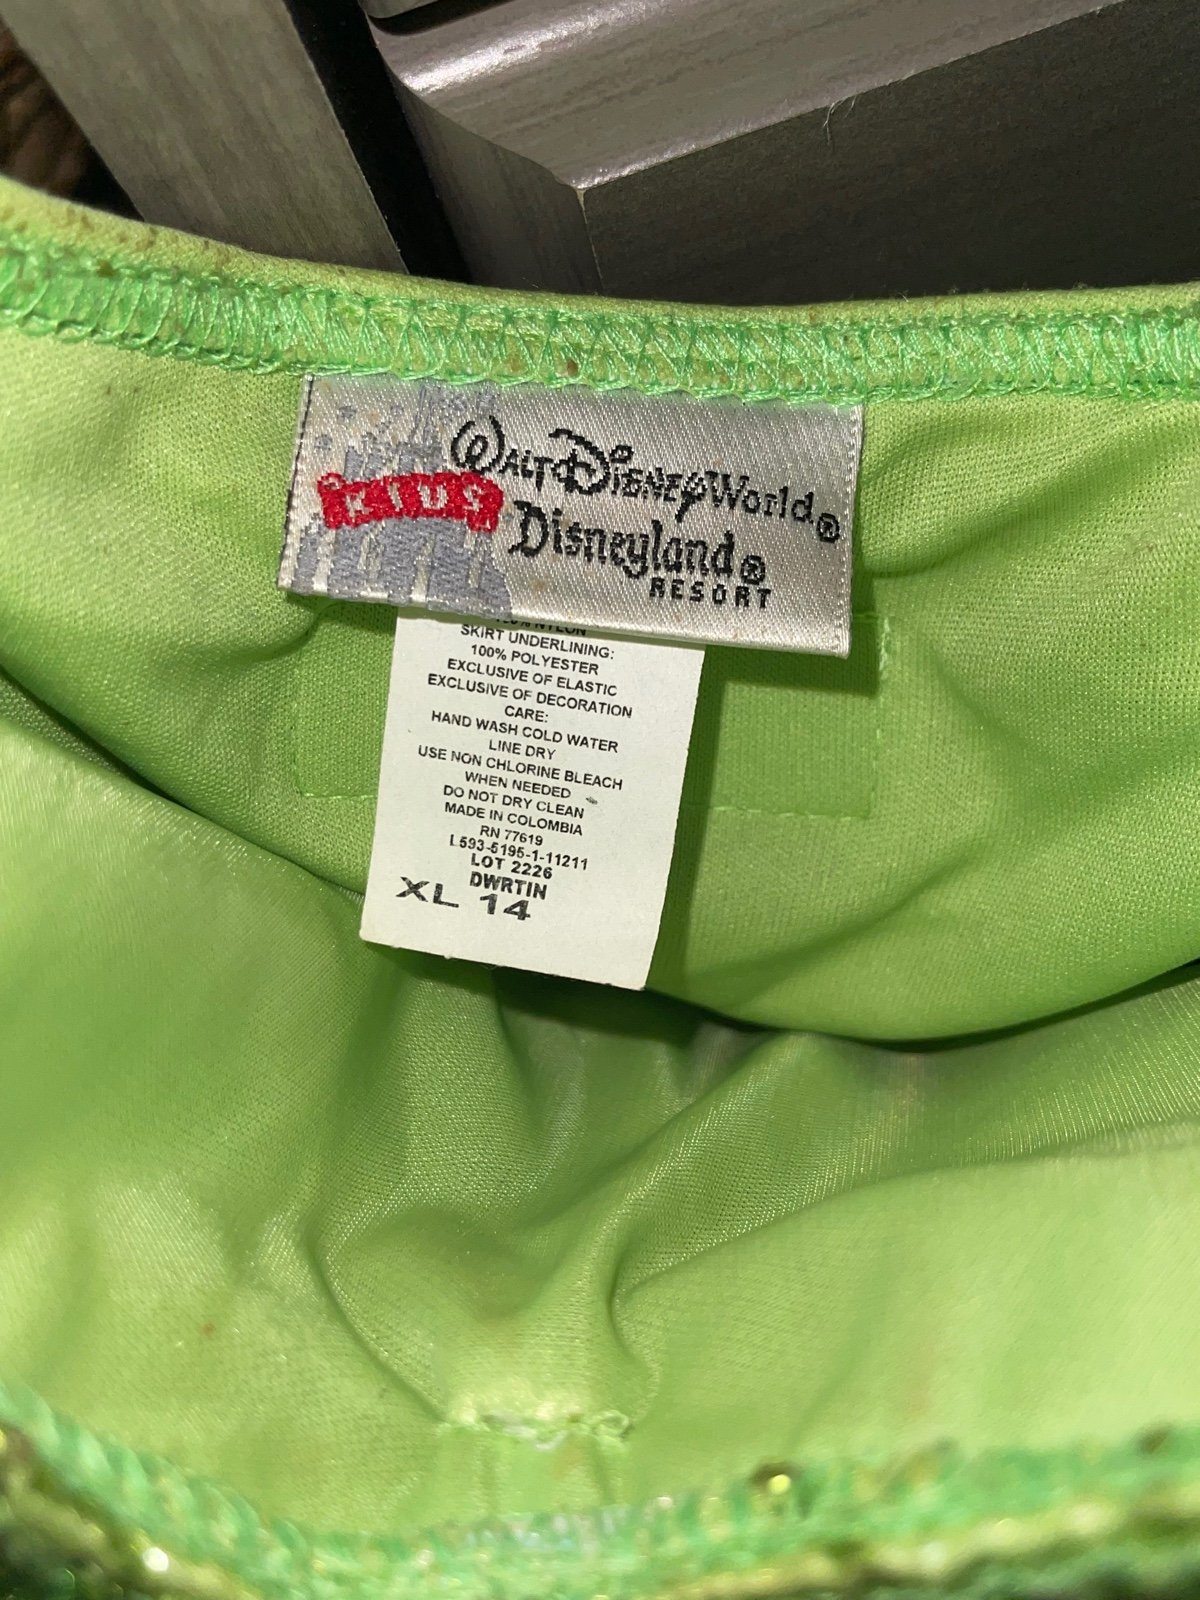 WALT DISNEY World®
KIDS
Disneyland®
RESORT
100% NYLON
SKIRT UNDERLINING:
100% POLYESTER
EXCLUSIVE OF ELASTIC
EXCLUSIVE OF DECORATION
CARE:
HAND WASH COLD WATER
LINE DRY
USE NON CHLORINE BLEACH
WHEN NEEDED
DO NOT DRY CLEAN
MADE IN COLOMBIA
RN 77619
L593-5195-1-11211
LOT 2226
DWRTIN
XL 14